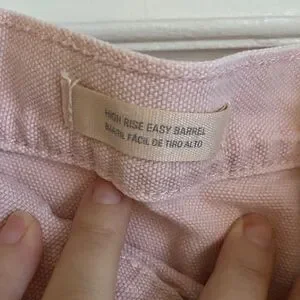 HIGH RISE EASY BARREL
BARRIL FÁCIL DE TIRO ALTO